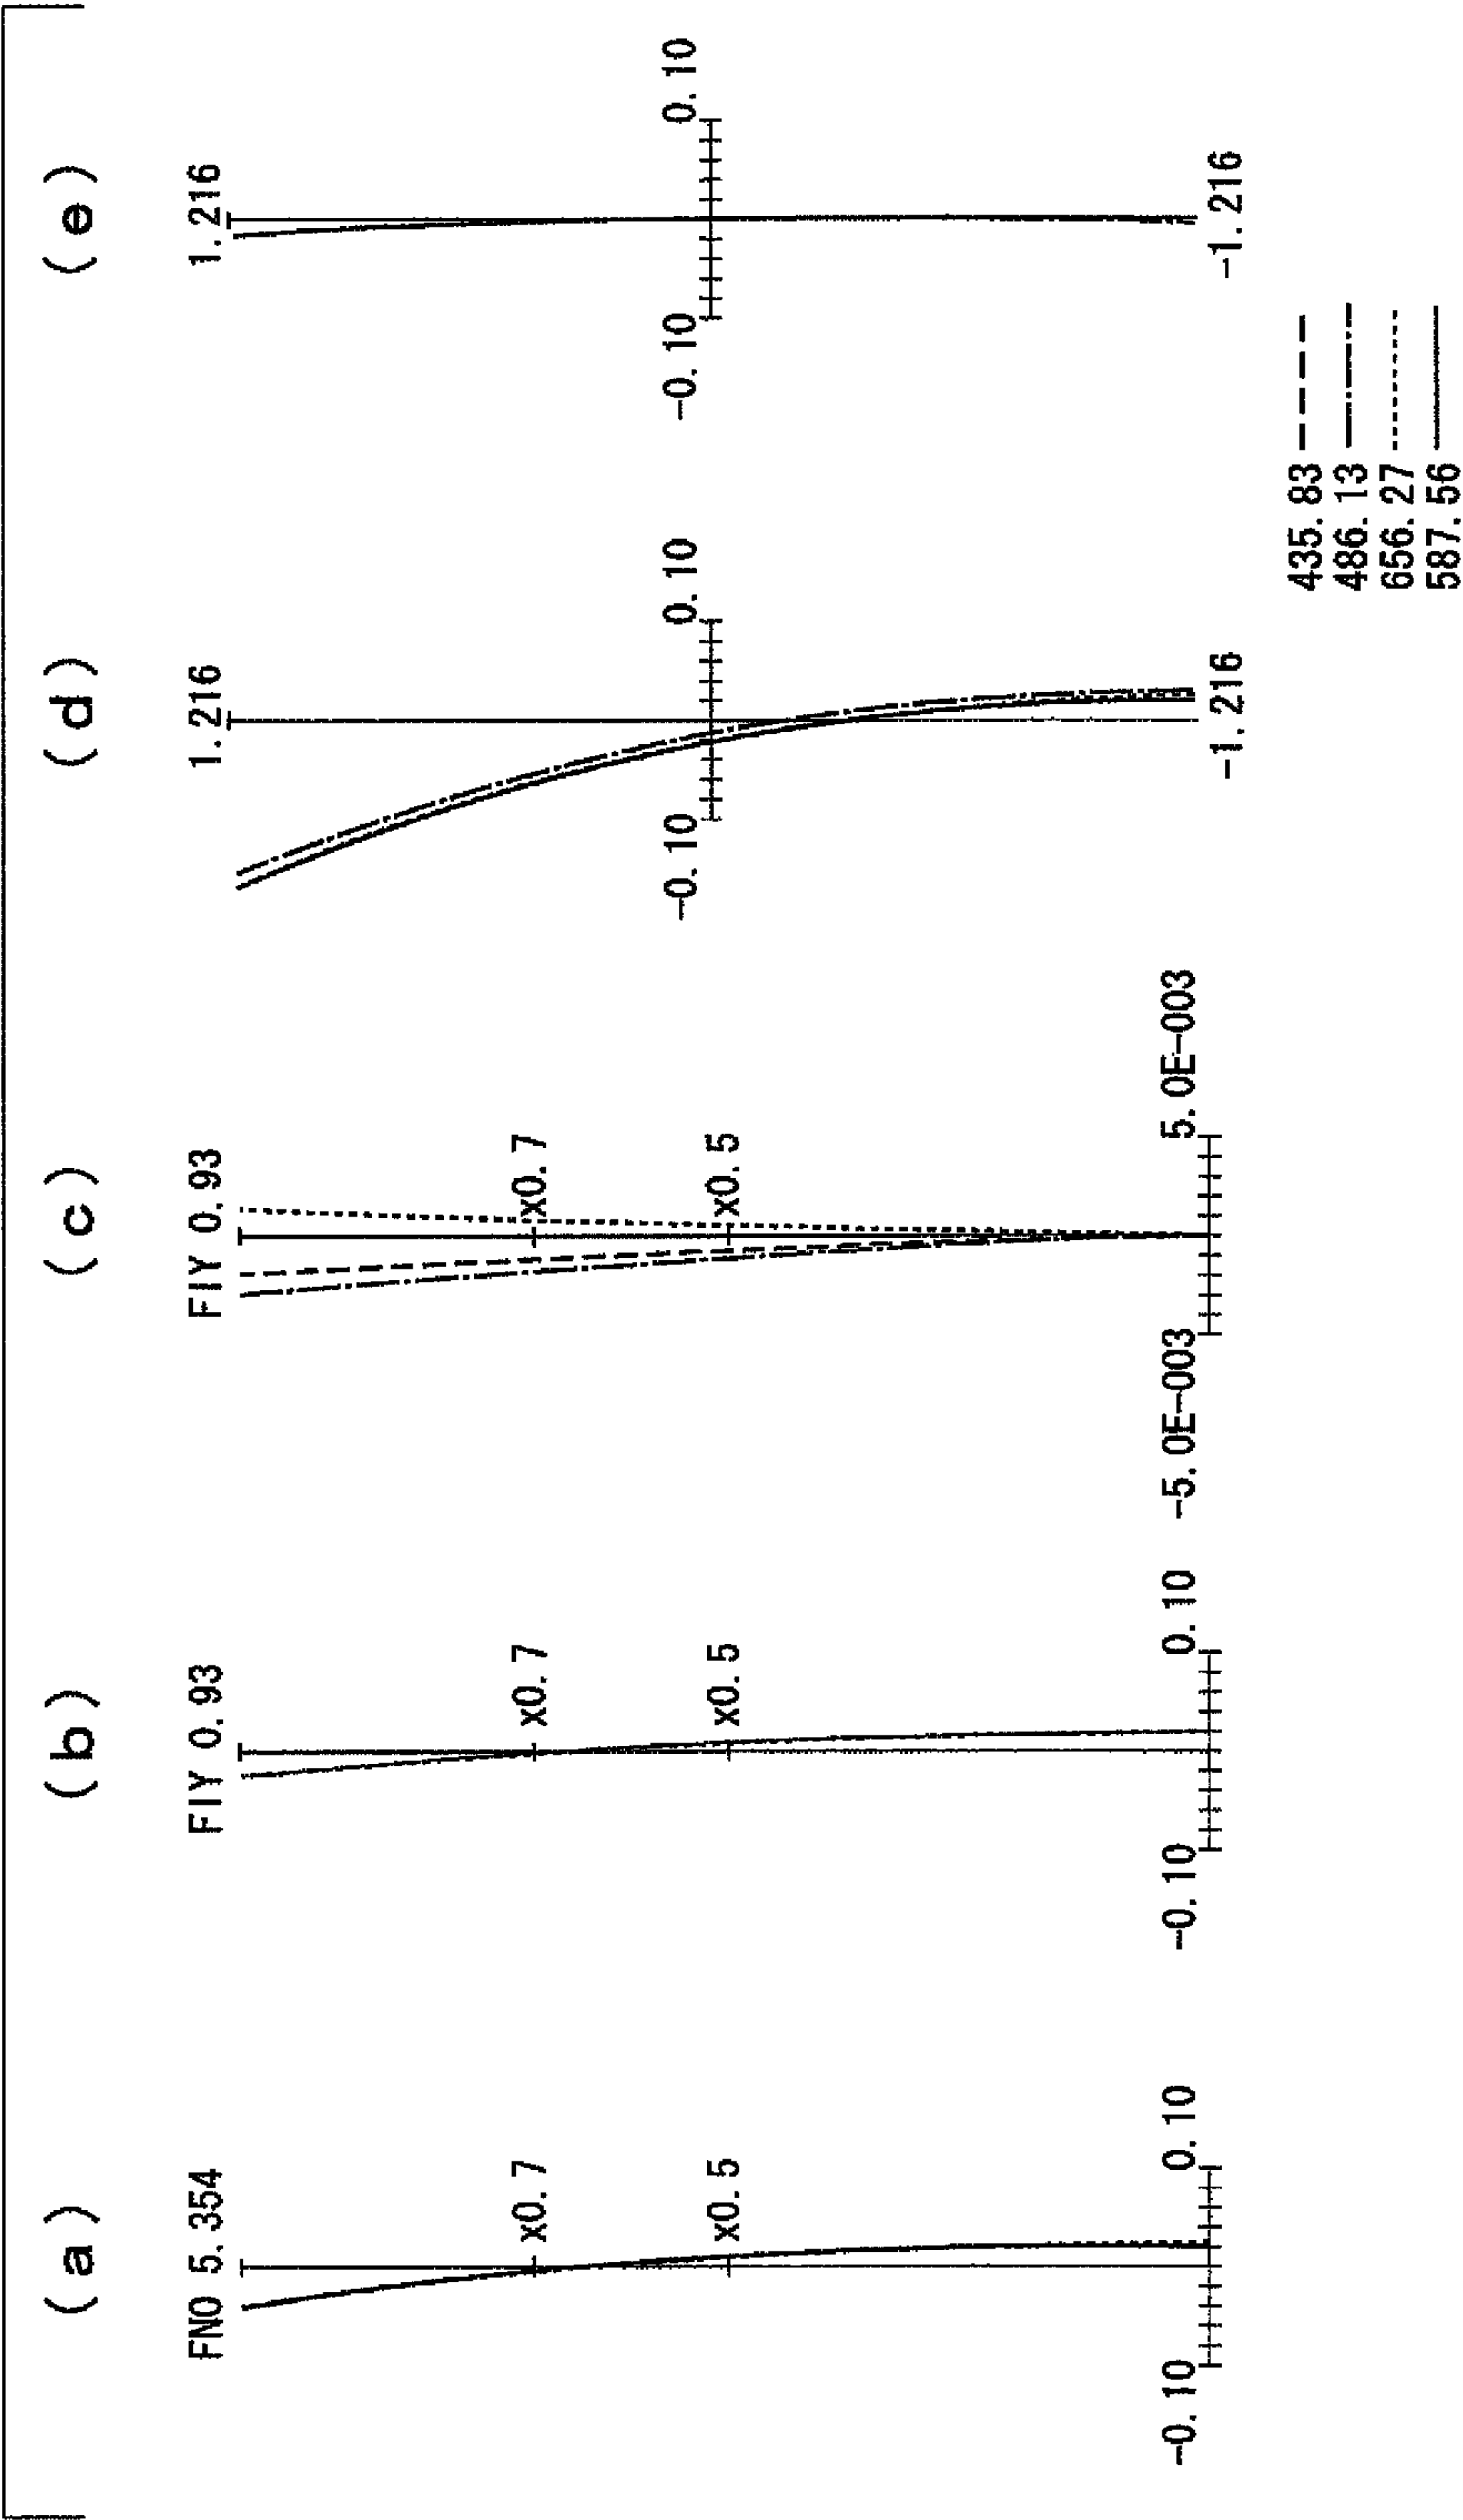 (a)
FNO 5.354
x0.7
x0.5
-0.10
0.10
(b)
FIY 0.93
x0.7
x0.5
-0.10
0.10
(c)
FIY 0.93
x0.7
x0.5
-5.0E-003
5.0E-003
(d)
1.216
-0.10
0.10
-1.216
(e)
1.216
-0.10
0.10
-1.216
435.83
486.13
656.27
587.56